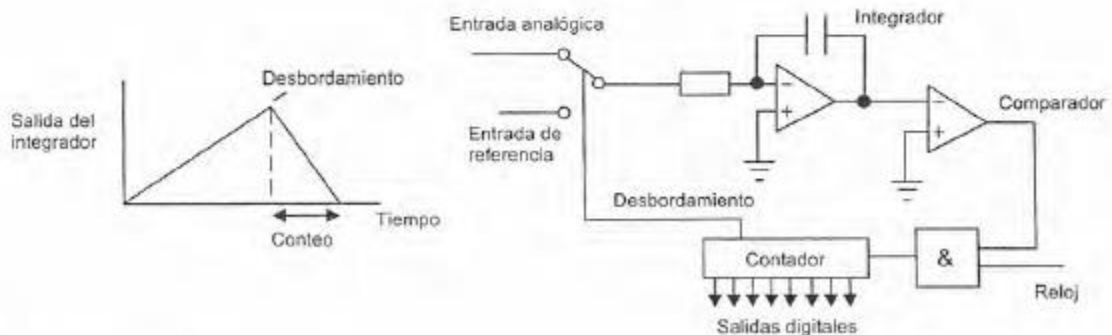 Desbordamiento
Salida del
integrador
Tiempo
Conteo
Entrada analógica
Integrador
Comparador
Entrada de
referencia
Desbordamiento
Contador
&
Reloj
Salidas digitales